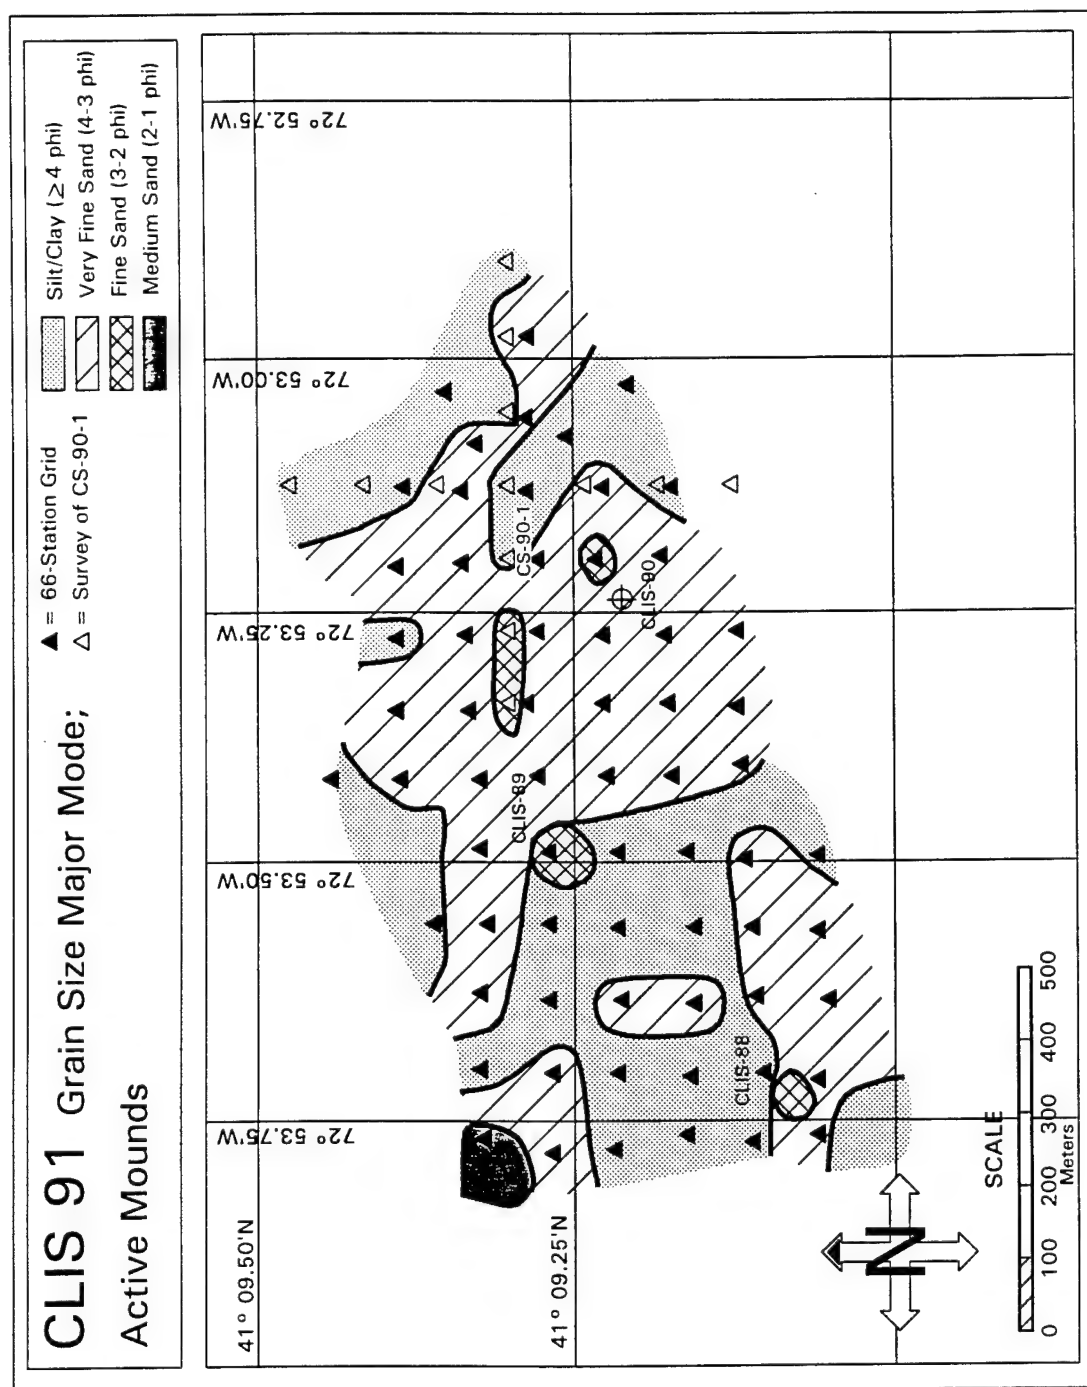 CLIS 91 Grain Size Major Mode;
Active Mounds
▲ = 66-Station Grid
△ = Survey of CS-90-1
Silt/Clay (≥4 phi)
Very Fine Sand (4-3 phi)
Fine Sand (3-2 phi)
Medium Sand (2-1 phi)
41° 09.50'N
41° 09.25'N
72° 53.75'W
72° 53.50'W
72° 53.25'W
72° 53.00'W
72° 52.75'W
CLIS-88
CLIS-89
CS-90-1
CLIS-90
N
SCALE
0 100 200 300 400 500
Meters